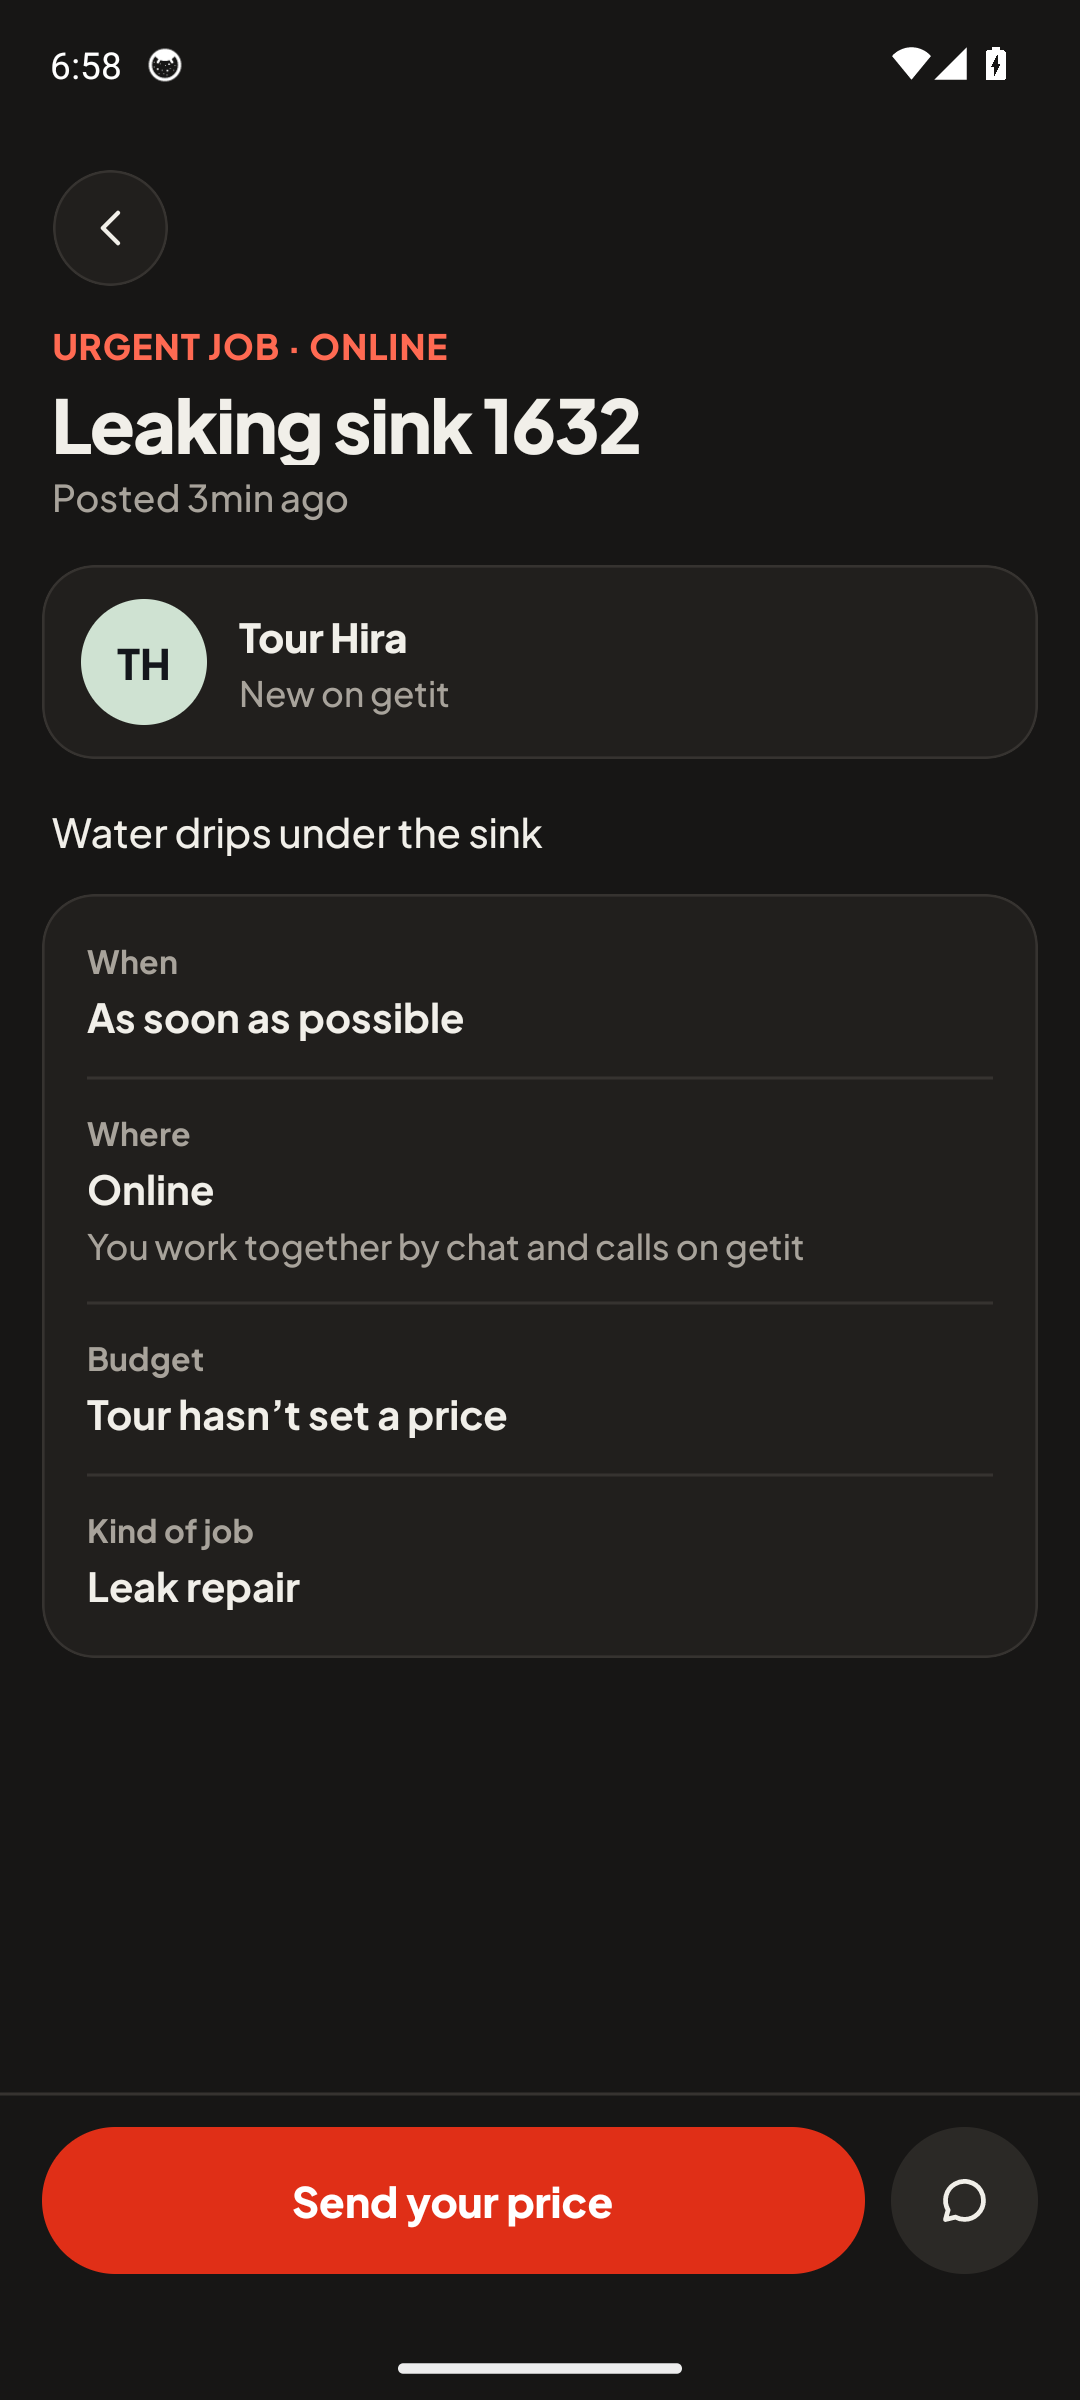 6:58
URGENT JOB · ONLINE
Leaking sink 1632
Posted 3min ago
TH
Tour Hira
New on getit
Water drips under the sink
When
As soon as possible
Where
Online
You work together by chat and calls on getit
Budget
Tour hasn’t set a price
Kind of job
Leak repair
Send your price